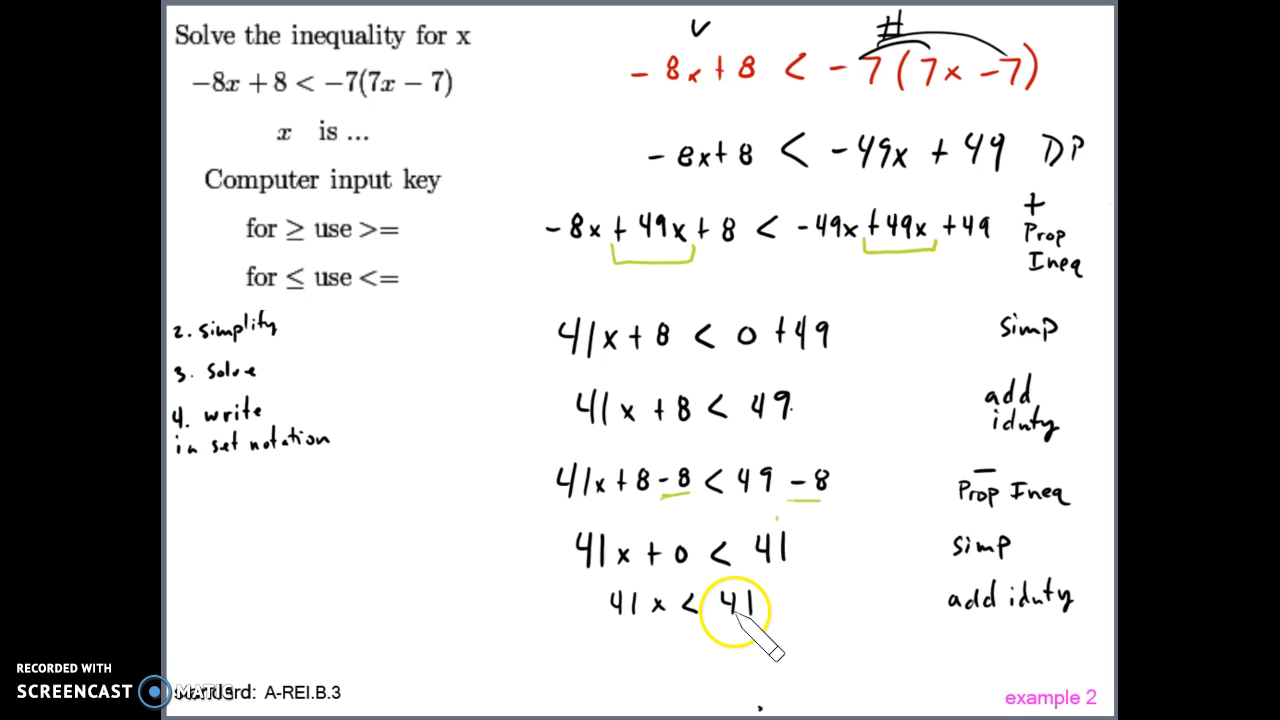 Solve the inequality for x
−8x + 8 < −7(7x − 7)
x is ...
Computer input key
for ≥ use >=
for ≤ use <=
2. simplify
3. solve
4. write
in set notation
v #
- 8x + 8 < - 7 ( 7x - 7 )
- 8x + 8 < - 49x + 49 DP
- 8x + 49x + 8 < - 49x + 49x + 49 + Prop Ineq
41x + 8 < 0 + 49 simp
41x + 8 < 49 add iduty
41x + 8 - 8 < 49 - 8 - Prop Ineq
41x + 0 < 41 simp
41x < 41 add iduty
RECORDED WITH
SCREENCAST MATIC
A-REI.B.3
example 2